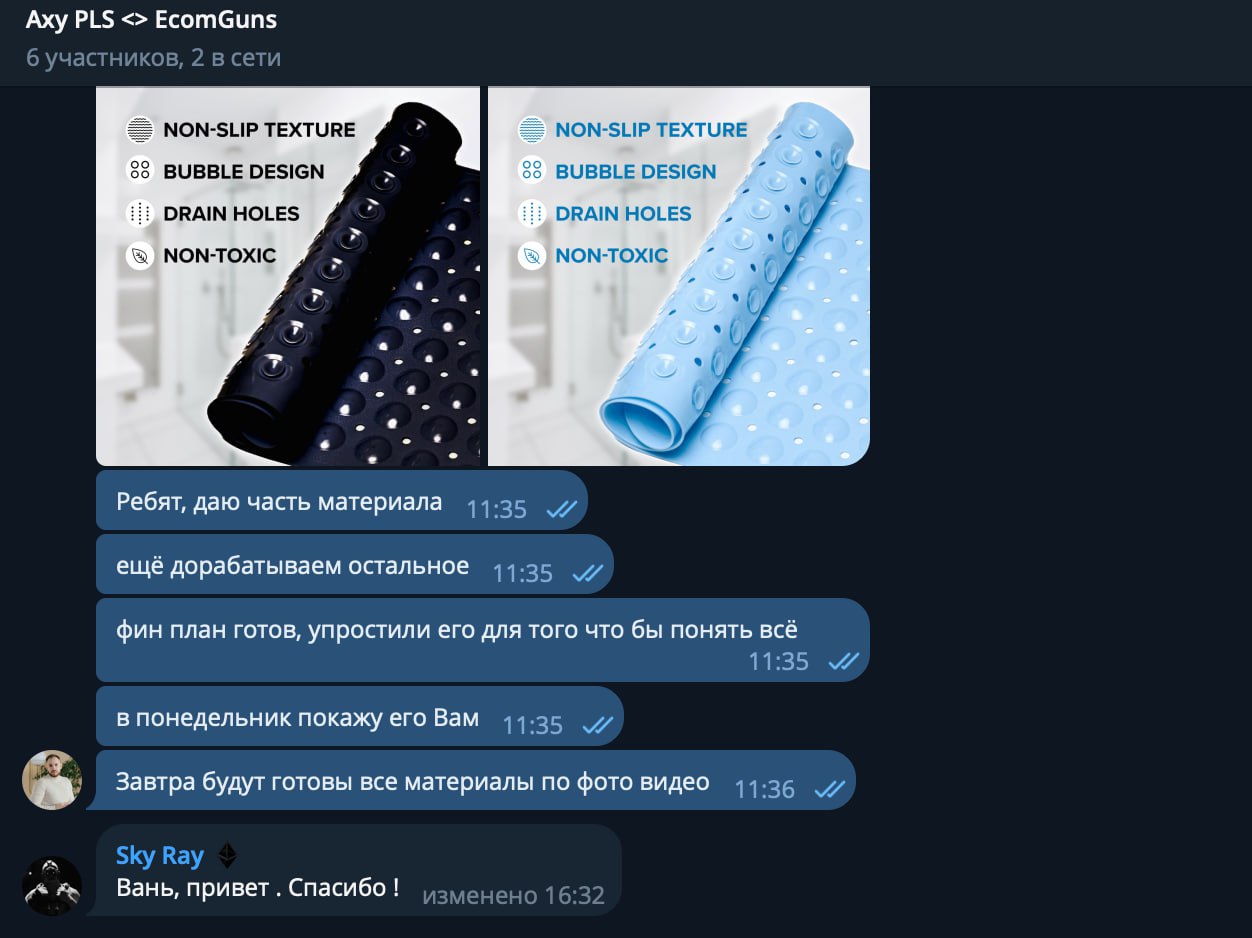 Axy PLS <> EcomGuns
6 участников, 2 в сети
NON-SLIP TEXTURE
BUBBLE DESIGN
DRAIN HOLES
NON-TOXIC
NON-SLIP TEXTURE
BUBBLE DESIGN
DRAIN HOLES
NON-TOXIC
Ребят, даю часть материала 11:35
ещё дорабатываем остальное 11:35
фин план готов, упростили его для того что бы понять всё
11:35
в понедельник покажу его Вам 11:35
Завтра будут готовы все материалы по фото видео 11:36
Sky Ray
Вань, привет . Спасибо ! изменено 16:32